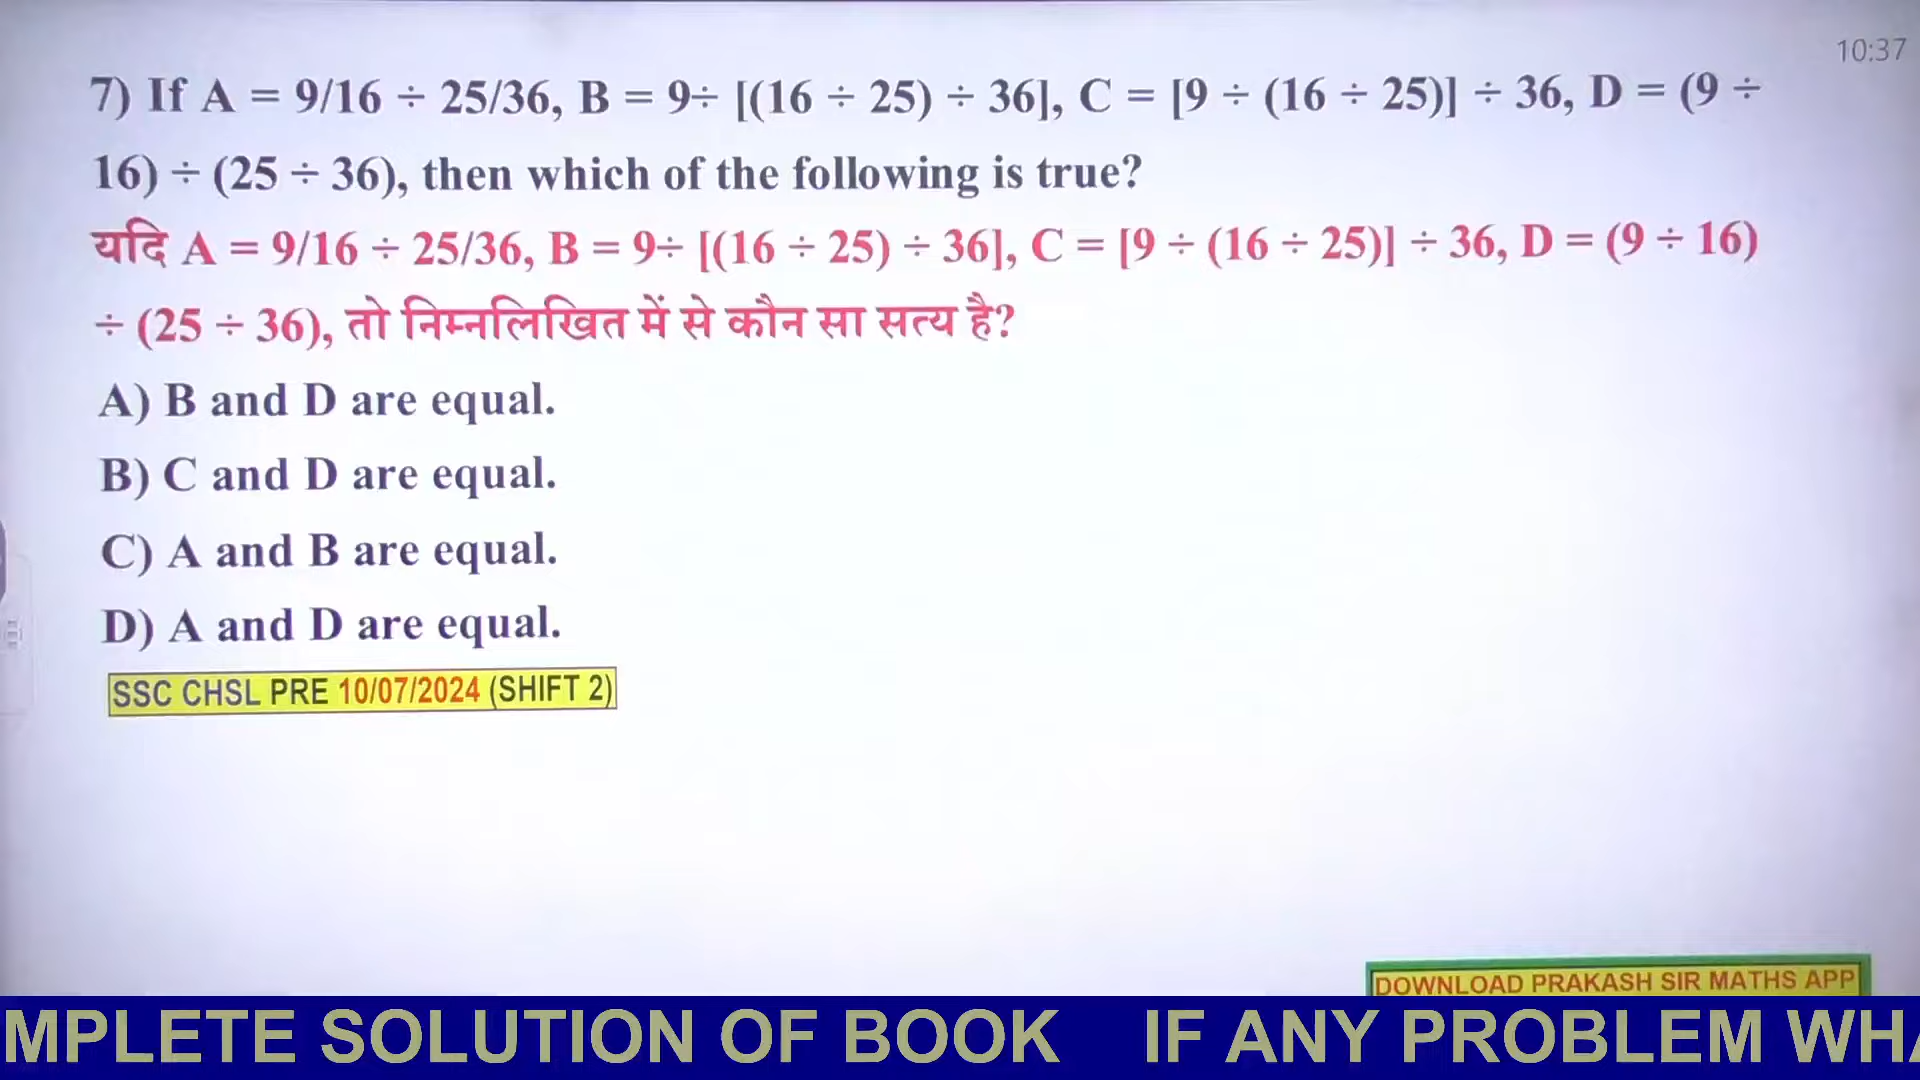 10:37
7) If A = 9/16 ÷ 25/36, B = 9÷ [(16 ÷ 25) ÷ 36], C = [9 ÷ (16 ÷ 25)] ÷ 36, D = (9 ÷
16) ÷ (25 ÷ 36), then which of the following is true?
यदि A = 9/16 ÷ 25/36, B = 9÷ [(16 ÷ 25) ÷ 36], C = [9 ÷ (16 ÷ 25)] ÷ 36, D = (9 ÷ 16)
÷ (25 ÷ 36), तो निम्नलिखित में से कौन सा सत्य है?
A) B and D are equal.
B) C and D are equal.
C) A and B are equal.
D) A and D are equal.
SSC CHSL PRE 10/07/2024 (SHIFT 2)
DOWNLOAD PRAKASH SIR MATHS APP
MPLETE SOLUTION OF BOOK IF ANY PROBLEM WHA